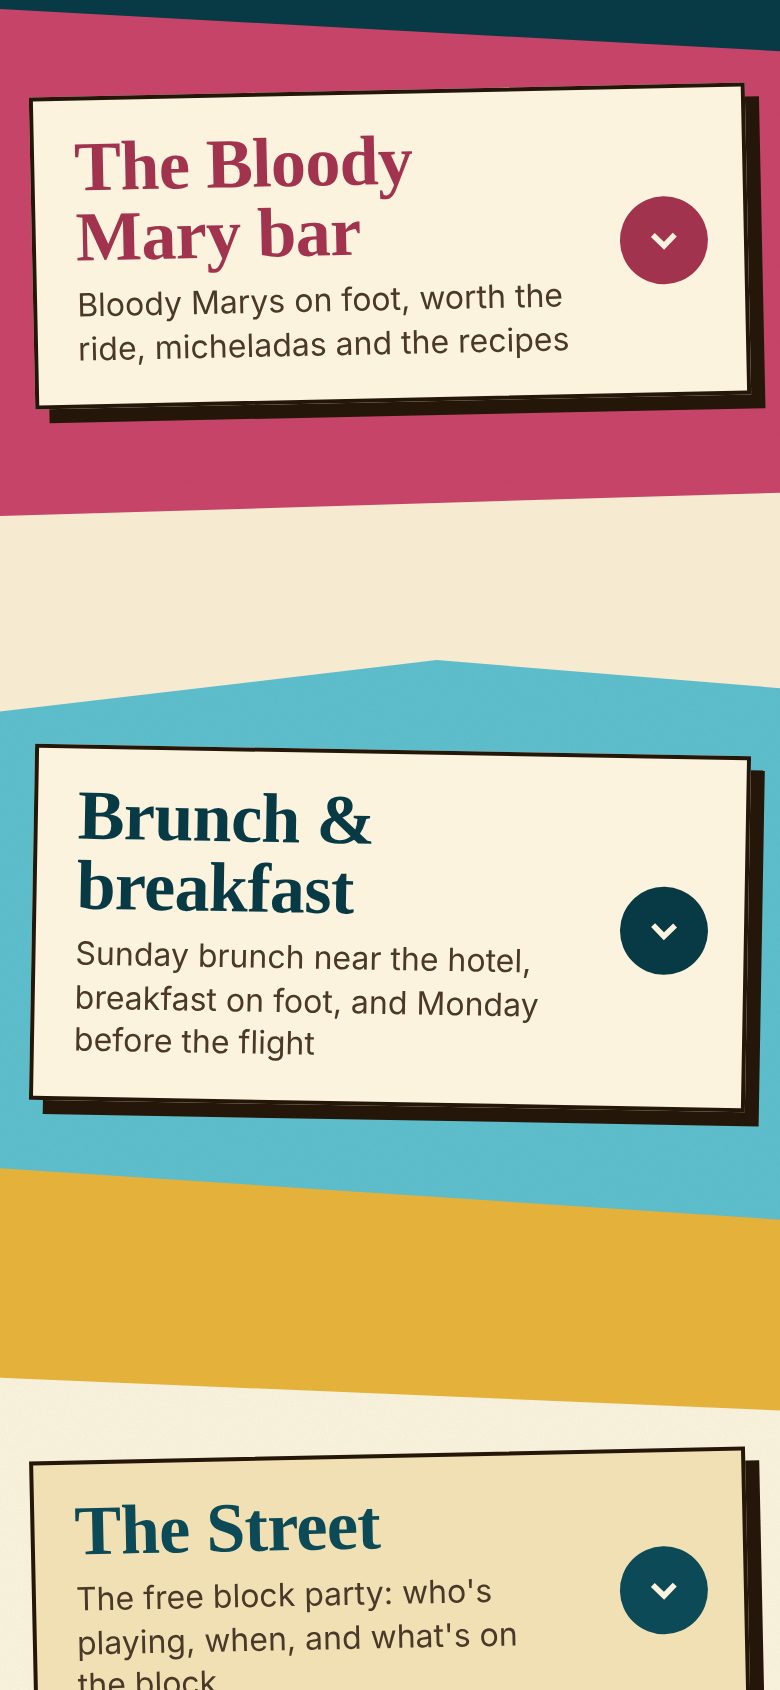 The Bloody
Mary bar
Bloody Marys on foot, worth the
ride, micheladas and the recipes
Brunch &
breakfast
Sunday brunch near the hotel,
breakfast on foot, and Monday
before the flight
The Street
The free block party: who's
playing, when, and what's on
the block